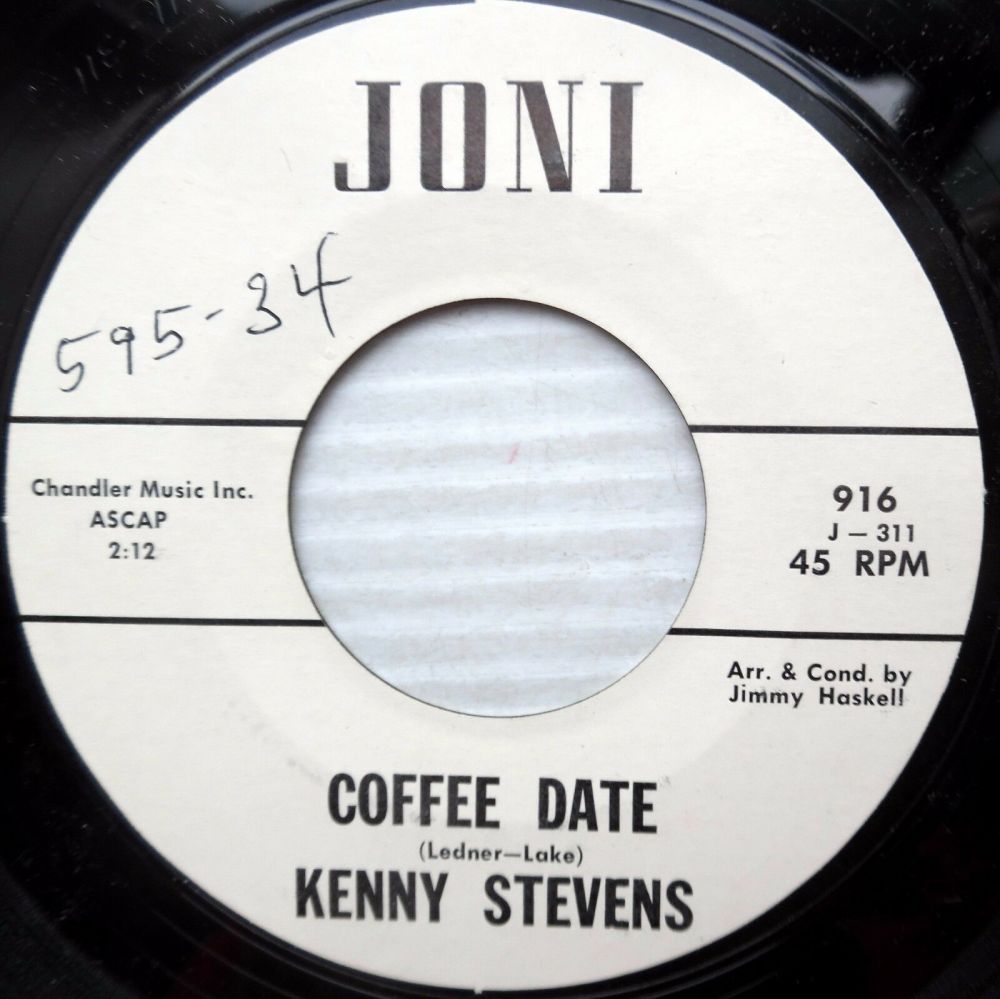 JONI
595-34
Chandler Music Inc.
ASCAP
2:12
916
J — 311
45 RPM
Arr. & Cond. by
Jimmy Haskell
COFFEE DATE
(Ledner—Lake)
KENNY STEVENS